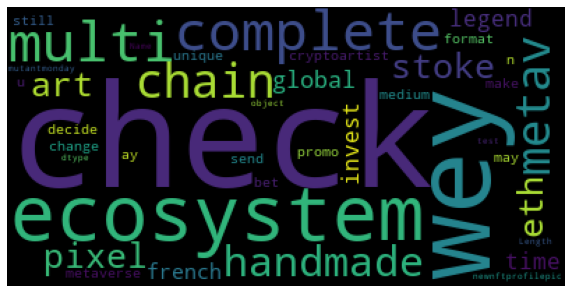 still
multi
complete
legend
format
hare
unique
cryptoartist
stoke
mutantmonday
u
art
chain
global
n
make
medium
object
check
decide
change
dtype
ay
send
promo
bet
invest
wey
metav
eth
may
test
ecosystem
pixel
handmade
time
Length
metaverse
french
newnftprofilepic